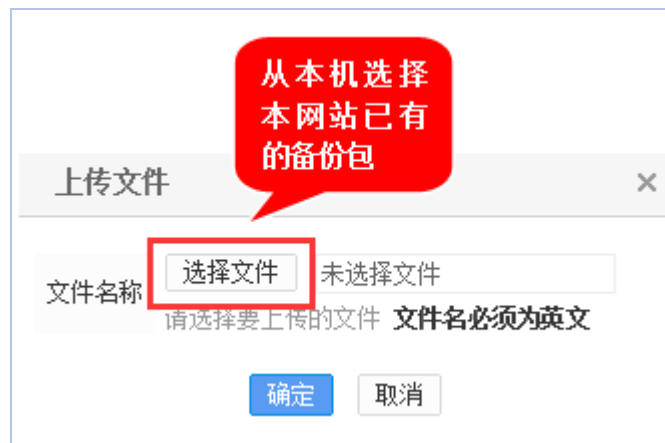 从本机选择
本网站已有
的备份包
上传文件 ×
文件名称 选择文件 未选择文件
请选择要上传的文件 文件名必须为英文
确定 取消